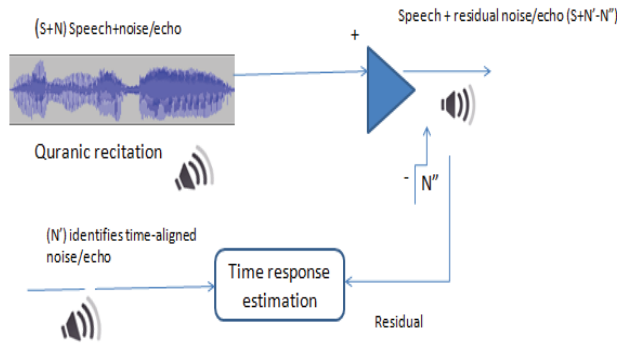 (S+N) Speech+noise/echo
Speech + residual noise/echo (S+N'-N")
+
Quranic recitation
-
N"
(N') identifies time-aligned
noise/echo
Time response
estimation
Residual